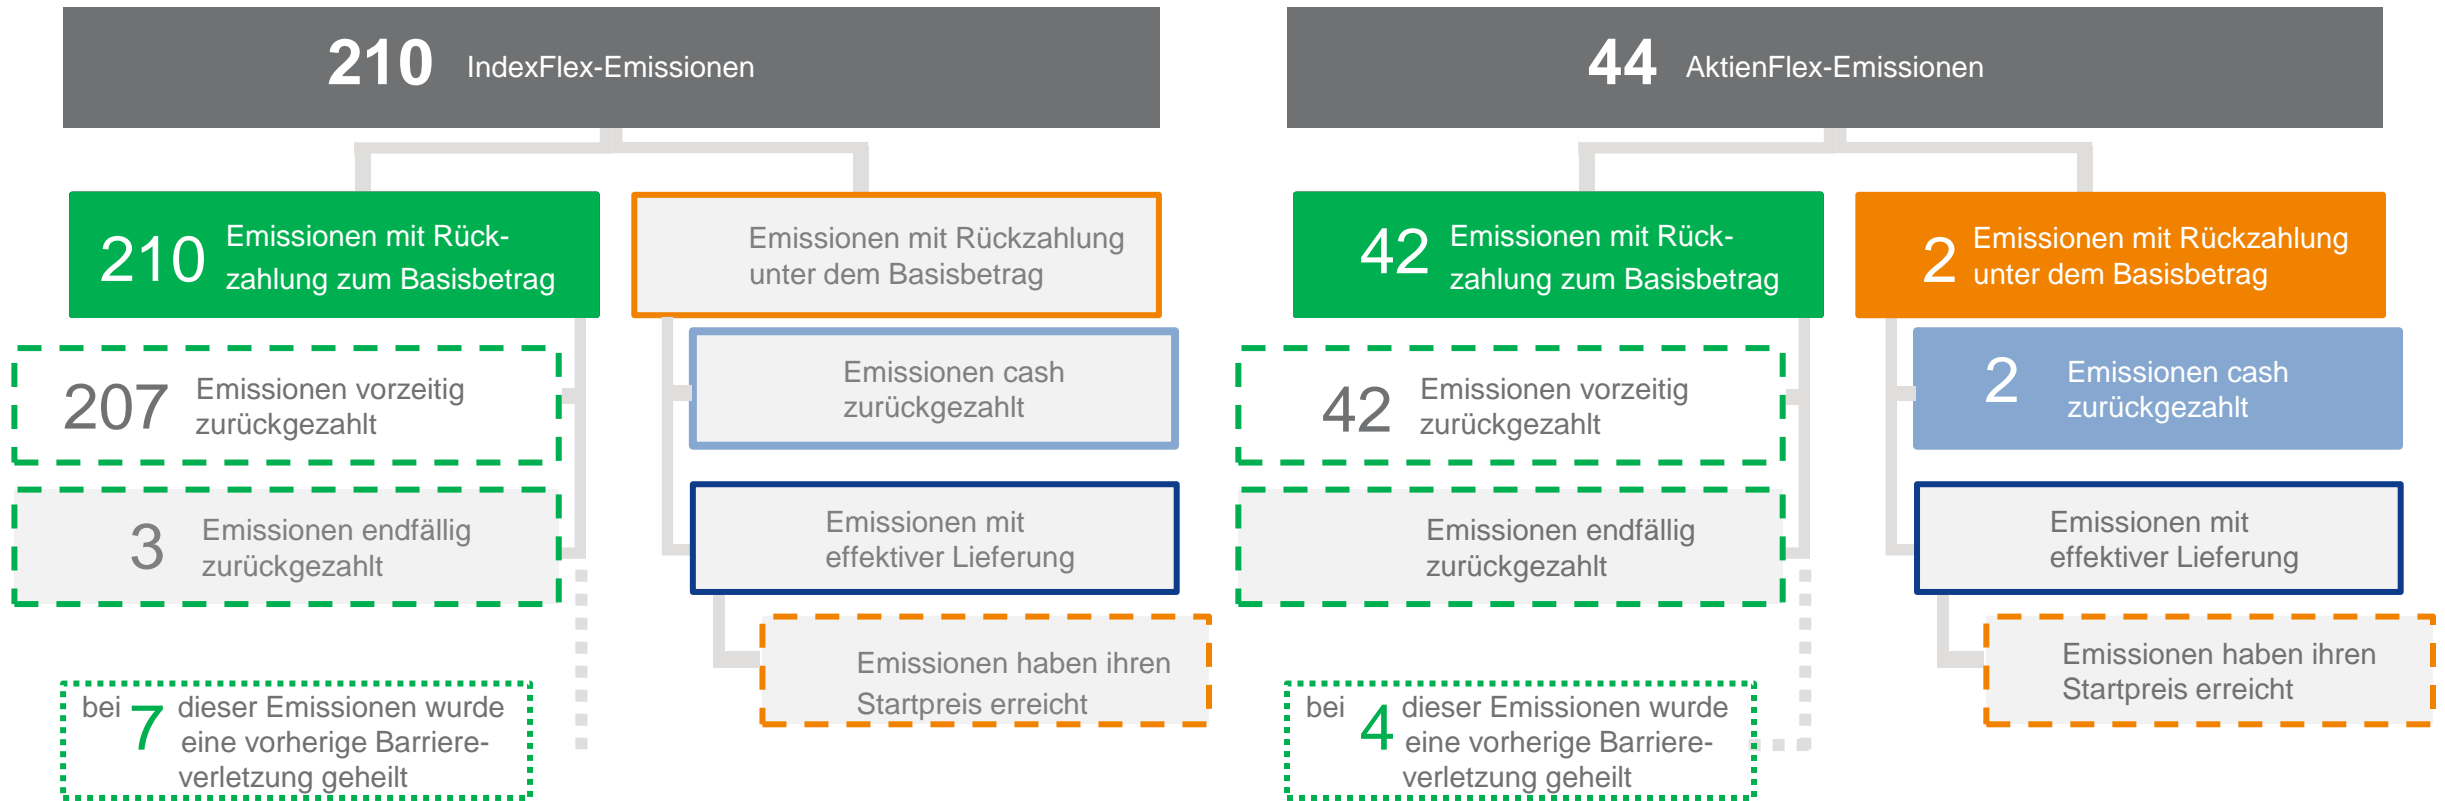 210 IndexFlex-Emissionen
210 Emissionen mit Rück-
zahlung zum Basisbetrag
Emissionen mit Rückzahlung
unter dem Basisbetrag
207 Emissionen vorzeitig
zurückgezahlt
Emissionen cash
zurückgezahlt
3 Emissionen endfällig
zurückgezahlt
Emissionen mit
effektiver Lieferung
Emissionen haben ihren
Startpreis erreicht
bei 7 dieser Emissionen wurde
eine vorherige Barriere-
verletzung geheilt
44 AktienFlex-Emissionen
42 Emissionen mit Rück-
zahlung zum Basisbetrag
2 Emissionen mit Rückzahlung
unter dem Basisbetrag
42 Emissionen vorzeitig
zurückgezahlt
2 Emissionen cash
zurückgezahlt
Emissionen endfällig
zurückgezahlt
Emissionen mit
effektiver Lieferung
Emissionen haben ihren
Startpreis erreicht
bei 4 dieser Emissionen wurde
eine vorherige Barriere-
verletzung geheilt